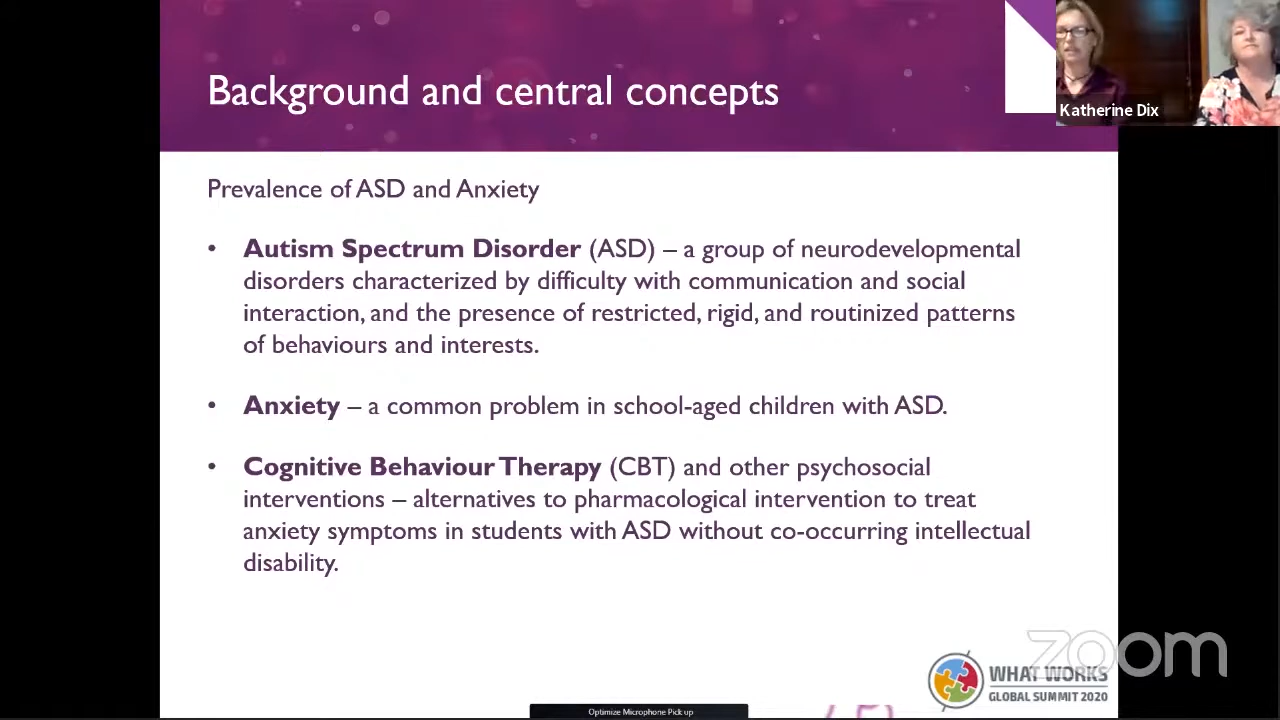 Background and central concepts
Katherine Dix
Prevalence of ASD and Anxiety
• Autism Spectrum Disorder (ASD) – a group of neurodevelopmental
disorders characterized by difficulty with communication and social
interaction, and the presence of restricted, rigid, and routinized patterns
of behaviours and interests.
• Anxiety – a common problem in school-aged children with ASD.
• Cognitive Behaviour Therapy (CBT) and other psychosocial
interventions – alternatives to pharmacological intervention to treat
anxiety symptoms in students with ASD without co-occurring intellectual
disability.
zoom
WHAT WORKS
GLOBAL SUMMIT 2020
Optimize Microphone Pick up